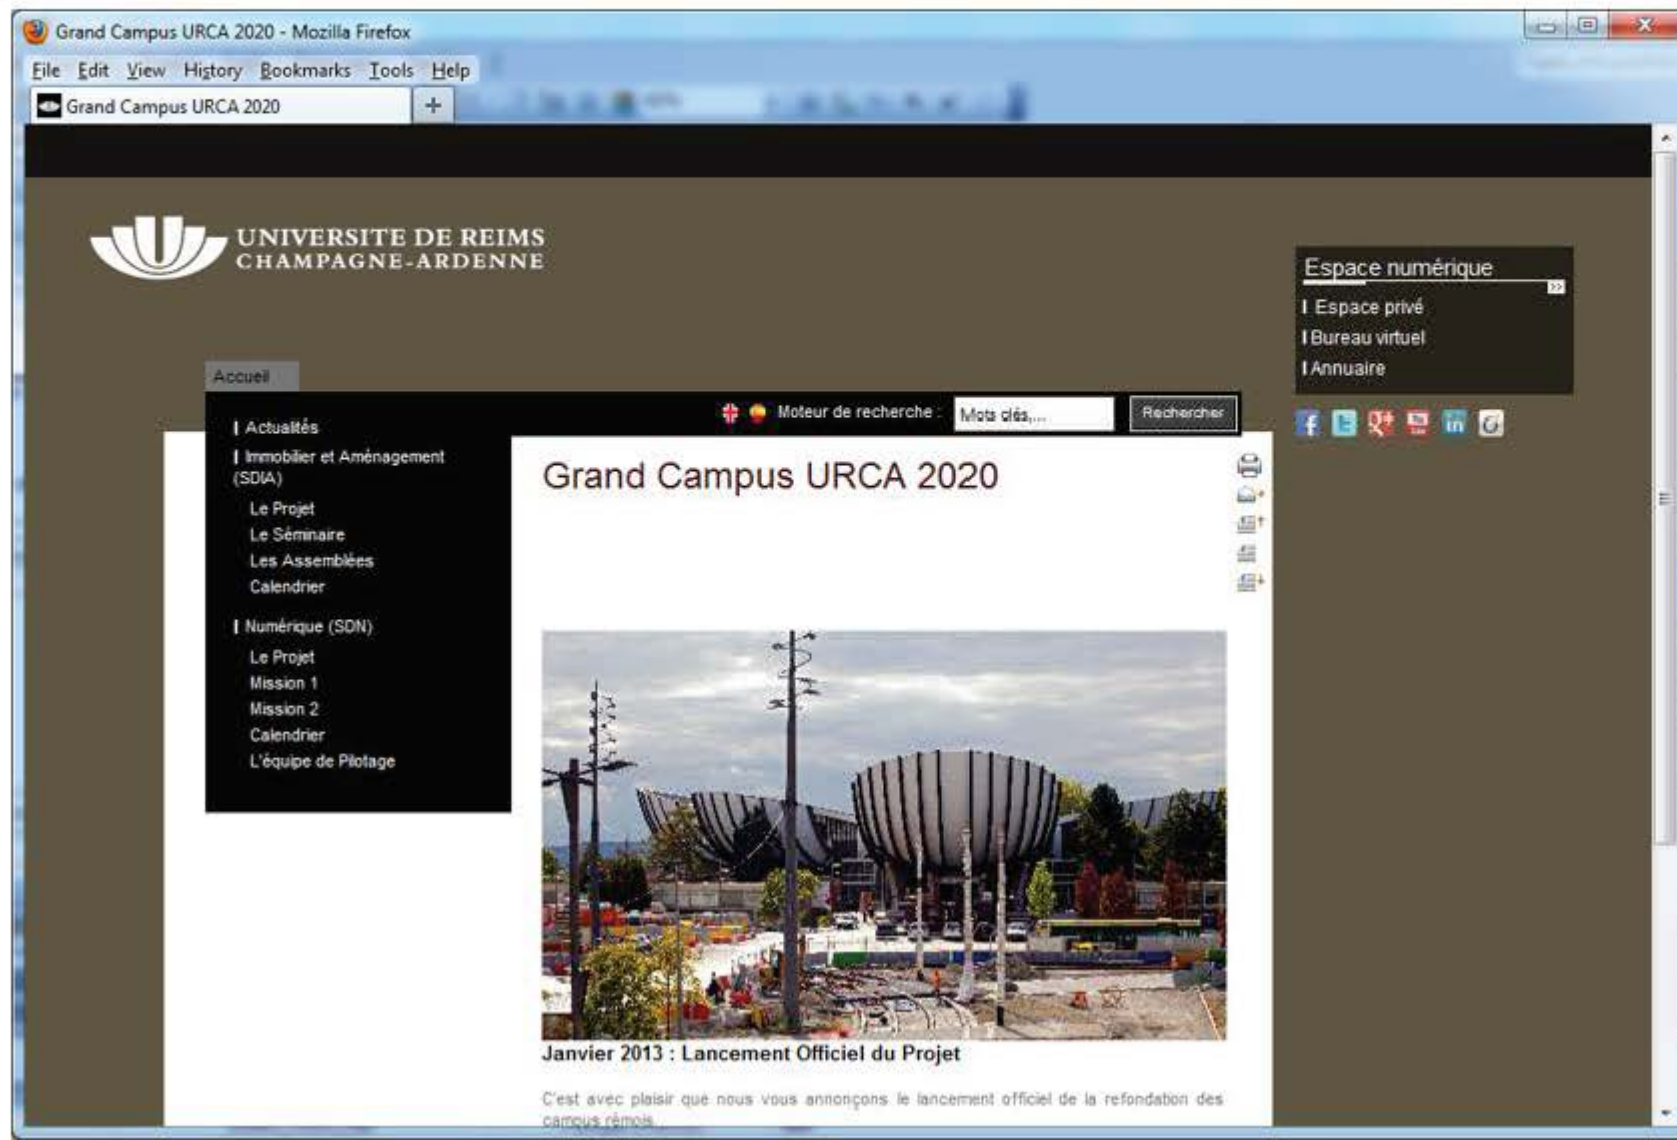 Grand Campus URCA 2020 - Mozilla Firefox
File Edit View History Bookmarks Tools Help
Grand Campus URCA 2020 +
UNIVERSITE DE REIMS
CHAMPAGNE-ARDENNE
Espace numérique
Espace privé
Bureau virtuel
Annuaire
Accueil
Moteur de recherche : Mots clés,... Rechercher
Actualités
Immobilier et Aménagement
(SDIA)
Le Projet
Le Séminaire
Les Assemblées
Calendrier
Numérique (SDN)
Le Projet
Mission 1
Mission 2
Calendrier
L'équipe de Pilotage
Grand Campus URCA 2020
Janvier 2013 : Lancement Officiel du Projet
C'est avec plaisir que nous vous annonçons le lancement officiel de la refondation des
campus rémois...